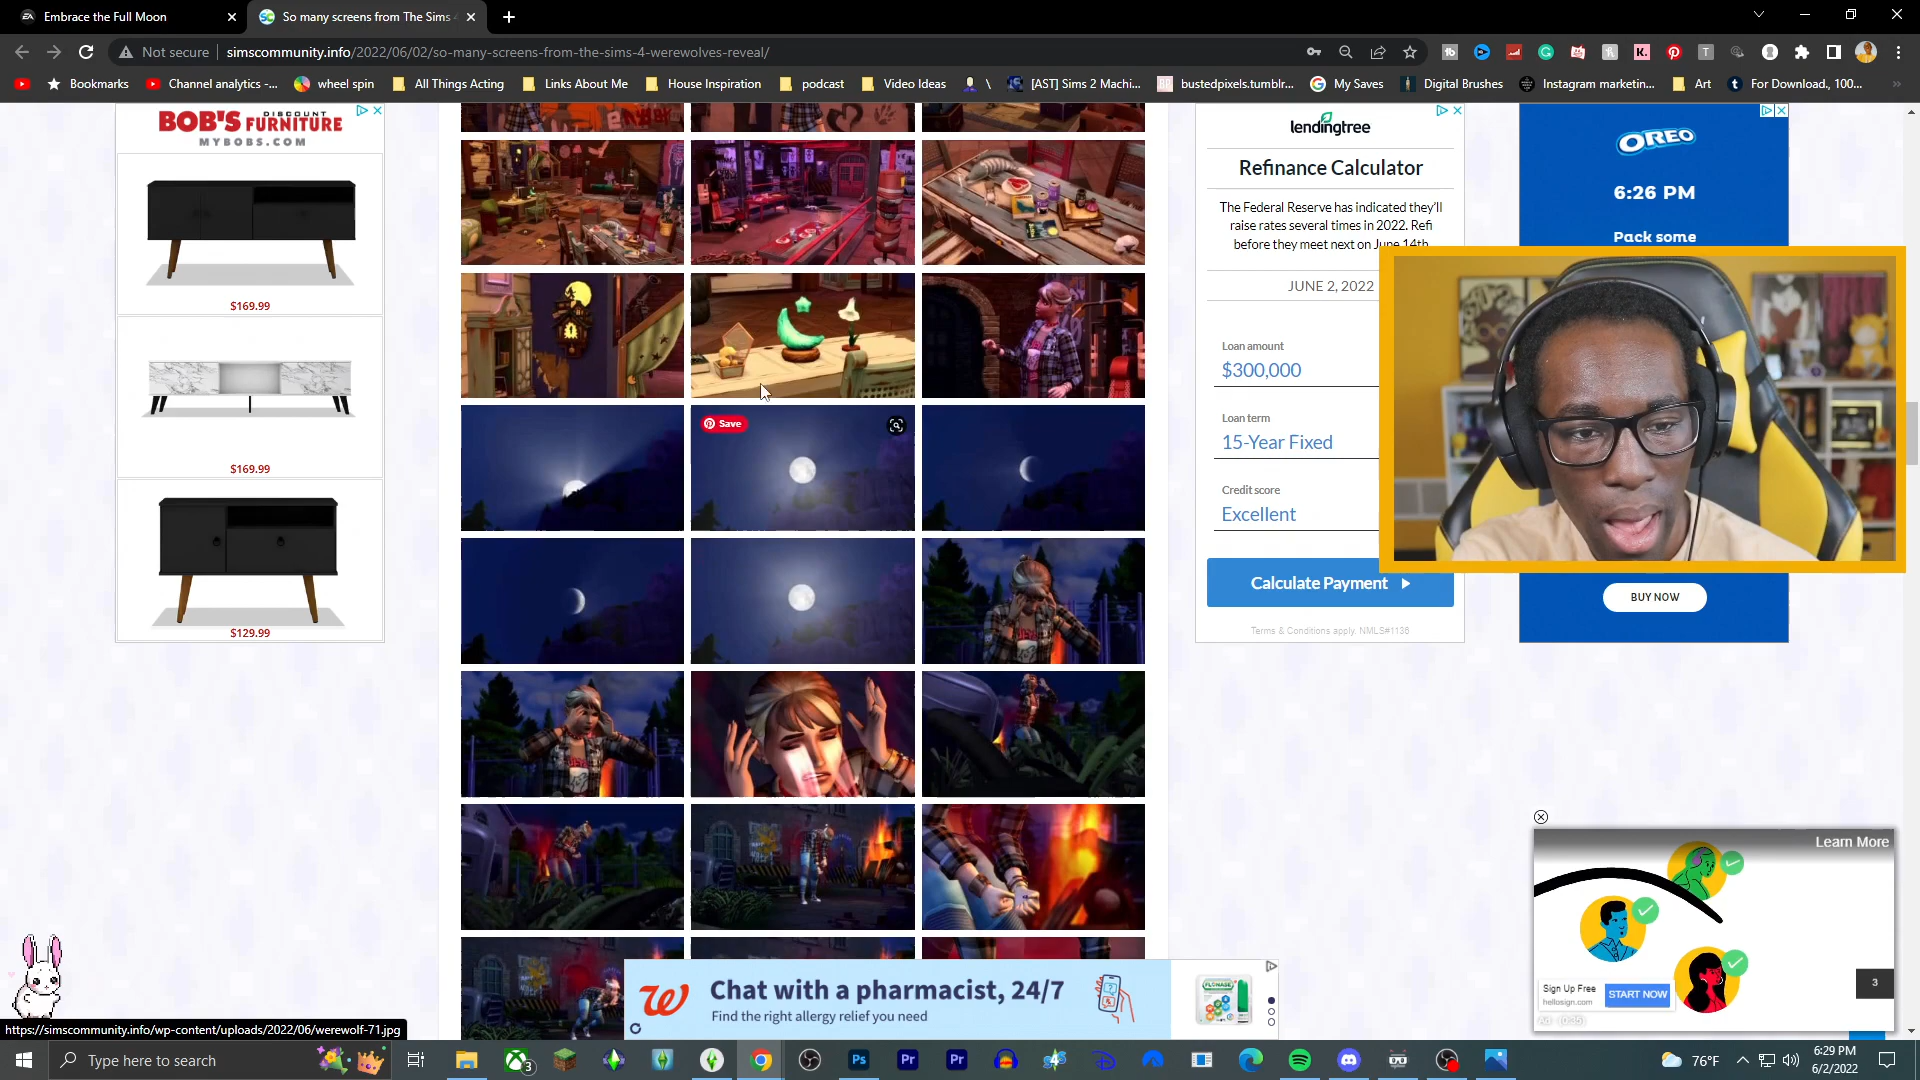 Embrace the Full Moon
So many screens from The Sims
Not secure
simscommunity.info/2022/06/02/so-many-screens-from-the-sims-4-werewolves-reveal/
Bookmarks
Channel analytics -...
wheel spin
All Things Acting
Links About Me
House Inspiration
podcast
Video Ideas
\
[AST] Sims 2 Machi...
bustedpixels.tumblr...
My Saves
Digital Brushes
Instagram marketin...
Art
For Download., 100...
BOB'S DISCOUNT FURNITURE
MYBOBS.COM
$169.99
$169.99
$129.99
Save
lendingtree
Refinance Calculator
The Federal Reserve has indicated they'll
raise rates several times in 2022. Refi
before they meet next on June 14th
JUNE 2, 2022
Loan amount
$300,000
Loan term
15-Year Fixed
Credit score
Excellent
Calculate Payment
Terms & Conditions apply. NMLS#1136
OREO
6:26 PM
Pack some
BUY NOW
Learn More
Sign Up Free
hellosign.com
START NOW
Ad · (0:35)
3
Chat with a pharmacist, 24/7
Find the right allergy relief you need
FLONASE
https://simscommunity.info/wp-content/uploads/2022/06/werewolf-71.jpg
Type here to search
3
Ps
Pr
Pr
76°F
6:29 PM
6/2/2022